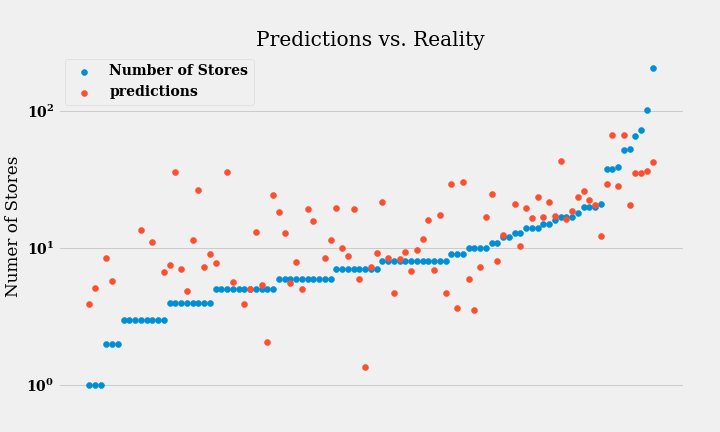 Predictions vs. Reality
Number of Stores
predictions
10²
10¹
10⁰
Numer of Stores